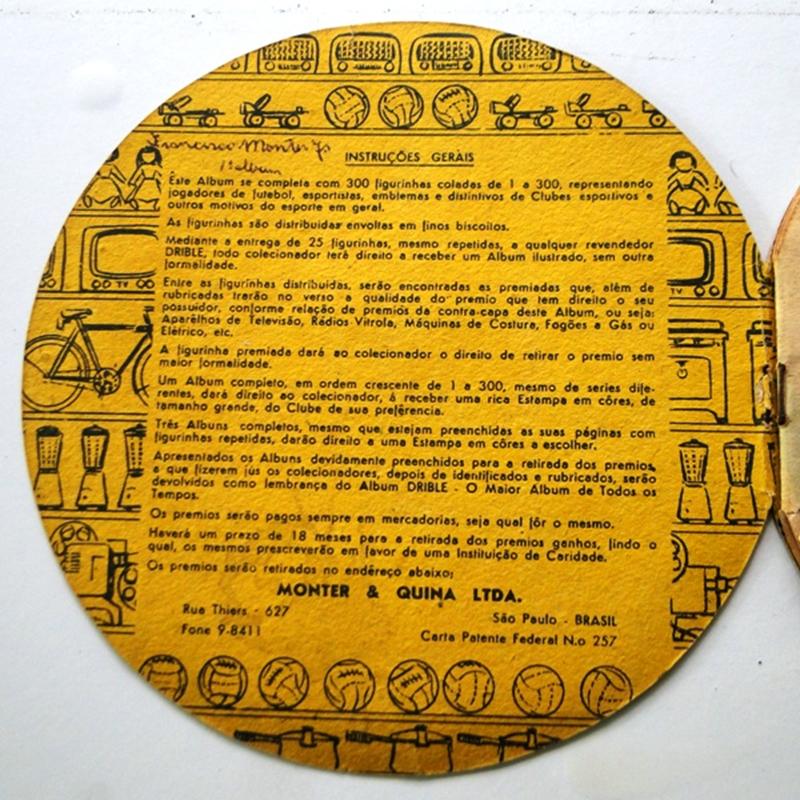 Francisco Monter Jr
1º album
INSTRUÇÕES GERAIS
Êste Album se completa com 300 figurinhas coladas de 1 a 300, representando
jogadores de futebol, esportistas, emblemas e distintivos de Clubes esportivos e
outros motivos do esporte em geral.
As figurinhas são distribuidas envoltas em finos biscoitos.
Mediante a entrega de 25 figurinhas, mesmo repetidas, a qualquer revendedor
DRIBLE, todo colecionador terá direito a receber um Album ilustrado, sem outra
formalidade.
Entre as figurinhas distribuídas, serão encontradas as premiadas que, além de
rubricadas trarão no verso a qualidade do premio que tem direito o seu
possuidor, conforme relação de premios da contra-capa deste Album, ou seja:
Aparêlhos de Televisão, Rádios Vitrola, Máquinas de Costura, Fogões a Gás ou
Elétrico, etc.
A figurinha premiada dará ao colecionador o direito de retirar o premio sem
maior formalidade.
Um Album completo, em ordem crescente de 1 a 300, mesmo de series dife-
rentes, dará direito ao colecionador, á receber uma rica Estampa em côres, de
tamanho grande, do Clube de sua preferência.
Três Albuns completos, mesmo que estejam preenchidas as suas páginas com
figurinhas repetidas, darão direito a uma Estampa em côres a escolher.
Apresentados os Albuns devidamente preenchidos para a retirada dos premios,
a que fizerem jús os colecionadores, depois de identificados e rubricados, serão
devolvidos como lembrança do Album DRIBLE - O Maior Album de Todos os
Tempos.
Os premios serão pagos sempre em mercadorias, seja qual fôr o mesmo.
Haverá um prazo de 18 meses para a retirada dos premios ganhos, findo o
qual, os mesmos prescreverão em favor de uma Instituição de Caridade.
Os premios serão retirados no endereço abaixo;
MONTER & QUINA LTDA.
Rua Thiers - 627
São Paulo - BRASIL
Fone 9-8411
Carta Patente Federal N.o 257
TV
TV